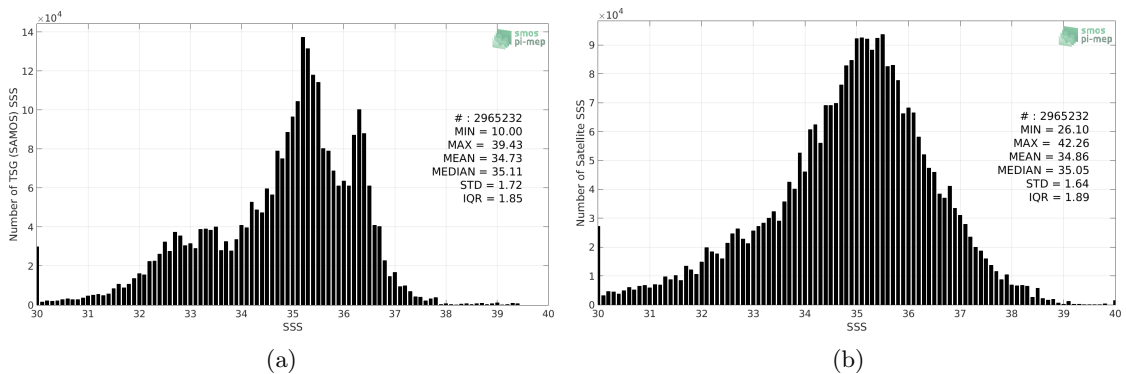 ×10⁴
14
12
10
8
6
4
2
0
Number of TSG (SAMOS) SSS
30 31 32 33 34 35 36 37 38 39 40
SSS
smos
pi-mep
# : 2965232
MIN = 10.00
MAX = 39.43
MEAN = 34.73
MEDIAN = 35.11
STD = 1.72
IQR = 1.85
(a)
×10⁴
9
8
7
6
5
4
3
2
1
0
Number of Satellite SSS
30 31 32 33 34 35 36 37 38 39 40
SSS
smos
pi-mep
# : 2965232
MIN = 26.10
MAX = 42.26
MEAN = 34.86
MEDIAN = 35.05
STD = 1.64
IQR = 1.89
(b)